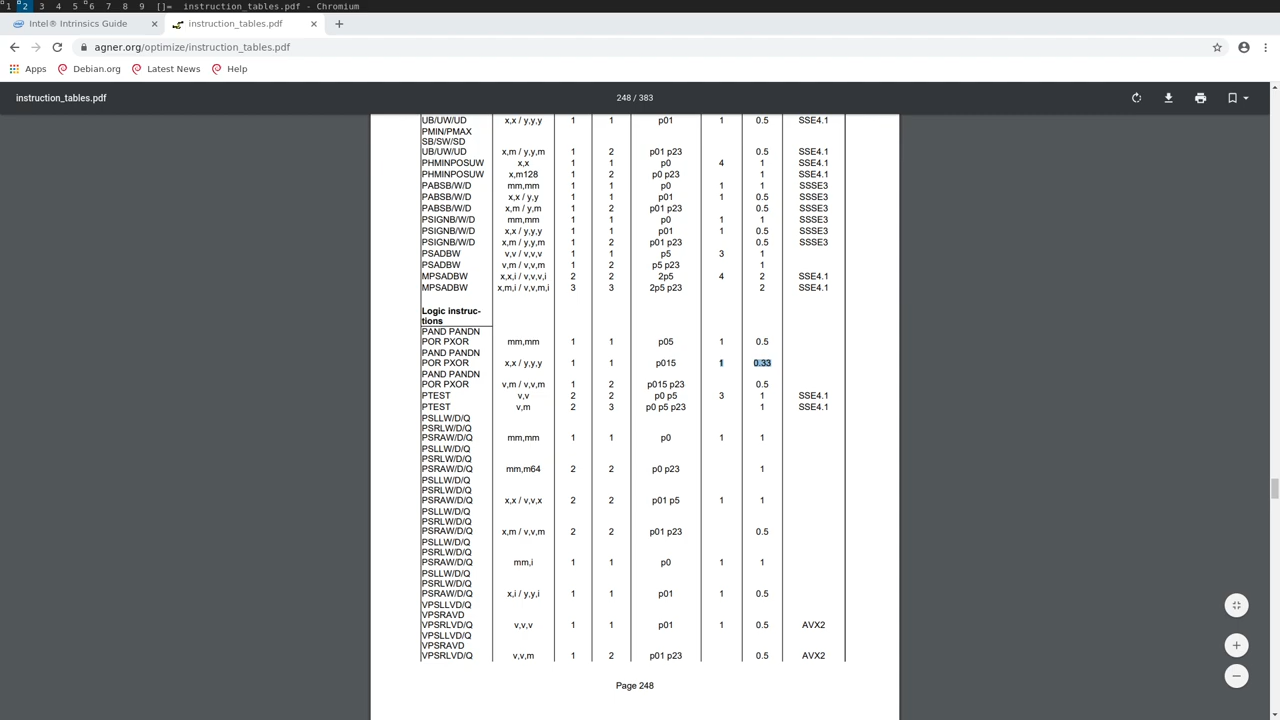 1 2 3 4 5 6 7 8 9 []= instruction_tables.pdf - Chromium
Intel® Intrinsics Guide × instruction_tables.pdf × +
agner.org/optimize/instruction_tables.pdf
Apps Debian.org Latest News Help
instruction_tables.pdf 248 / 383
UB/UW/UD x,x / y,y,y 1 1 p01 1 0.5 SSE4.1
PMIN/PMAX
SB/SW/SD
UB/UW/UD x,m / y,y,m 1 2 p01 p23 0.5 SSE4.1
PHMINPOSUW x,x 1 1 p0 4 1 SSE4.1
PHMINPOSUW x,m128 1 2 p0 p23 1 SSE4.1
PABSB/W/D mm,mm 1 1 p0 1 1 SSSE3
PABSB/W/D x,x / y,y 1 1 p01 1 0.5 SSSE3
PABSB/W/D x,m / y,m 1 2 p01 p23 0.5 SSSE3
PSIGNB/W/D mm,mm 1 1 p0 1 1 SSSE3
PSIGNB/W/D x,x / y,y,y 1 1 p01 1 0.5 SSSE3
PSIGNB/W/D x,m / y,y,m 1 2 p01 p23 0.5 SSSE3
PSADBW v,v / v,v,v 1 1 p5 3 1
PSADBW v,m / v,v,m 1 2 p5 p23 1
MPSADBW x,x,i / v,v,v,i 2 2 2p5 4 2 SSE4.1
MPSADBW x,m,i / v,v,m,i 3 3 2p5 p23 2 SSE4.1
Logic instruc-
tions
PAND PANDN
POR PXOR mm,mm 1 1 p05 1 0.5
PAND PANDN
POR PXOR x,x / y,y,y 1 1 p015 1 0.33
PAND PANDN
POR PXOR v,m / v,v,m 1 2 p015 p23 0.5
PTEST v,v 2 2 p0 p5 3 1 SSE4.1
PTEST v,m 2 3 p0 p5 p23 1 SSE4.1
PSLLW/D/Q
PSRLW/D/Q
PSRAW/D/Q mm,mm 1 1 p0 1 1
PSLLW/D/Q
PSRLW/D/Q
PSRAW/D/Q mm,m64 2 2 p0 p23 1
PSLLW/D/Q
PSRLW/D/Q
PSRAW/D/Q x,x / v,v,x 2 2 p01 p5 1 1
PSLLW/D/Q
PSRLW/D/Q
PSRAW/D/Q x,m / v,v,m 2 2 p01 p23 0.5
PSLLW/D/Q
PSRLW/D/Q
PSRAW/D/Q mm,i 1 1 p0 1 1
PSLLW/D/Q
PSRLW/D/Q
PSRAW/D/Q x,i / y,y,i 1 1 p01 1 0.5
VPSLLVD/Q
VPSRAVD
VPSRLVD/Q v,v,v 1 1 p01 1 0.5 AVX2
VPSLLVD/Q
VPSRAVD
VPSRLVD/Q v,v,m 1 2 p01 p23 0.5 AVX2
Page 248